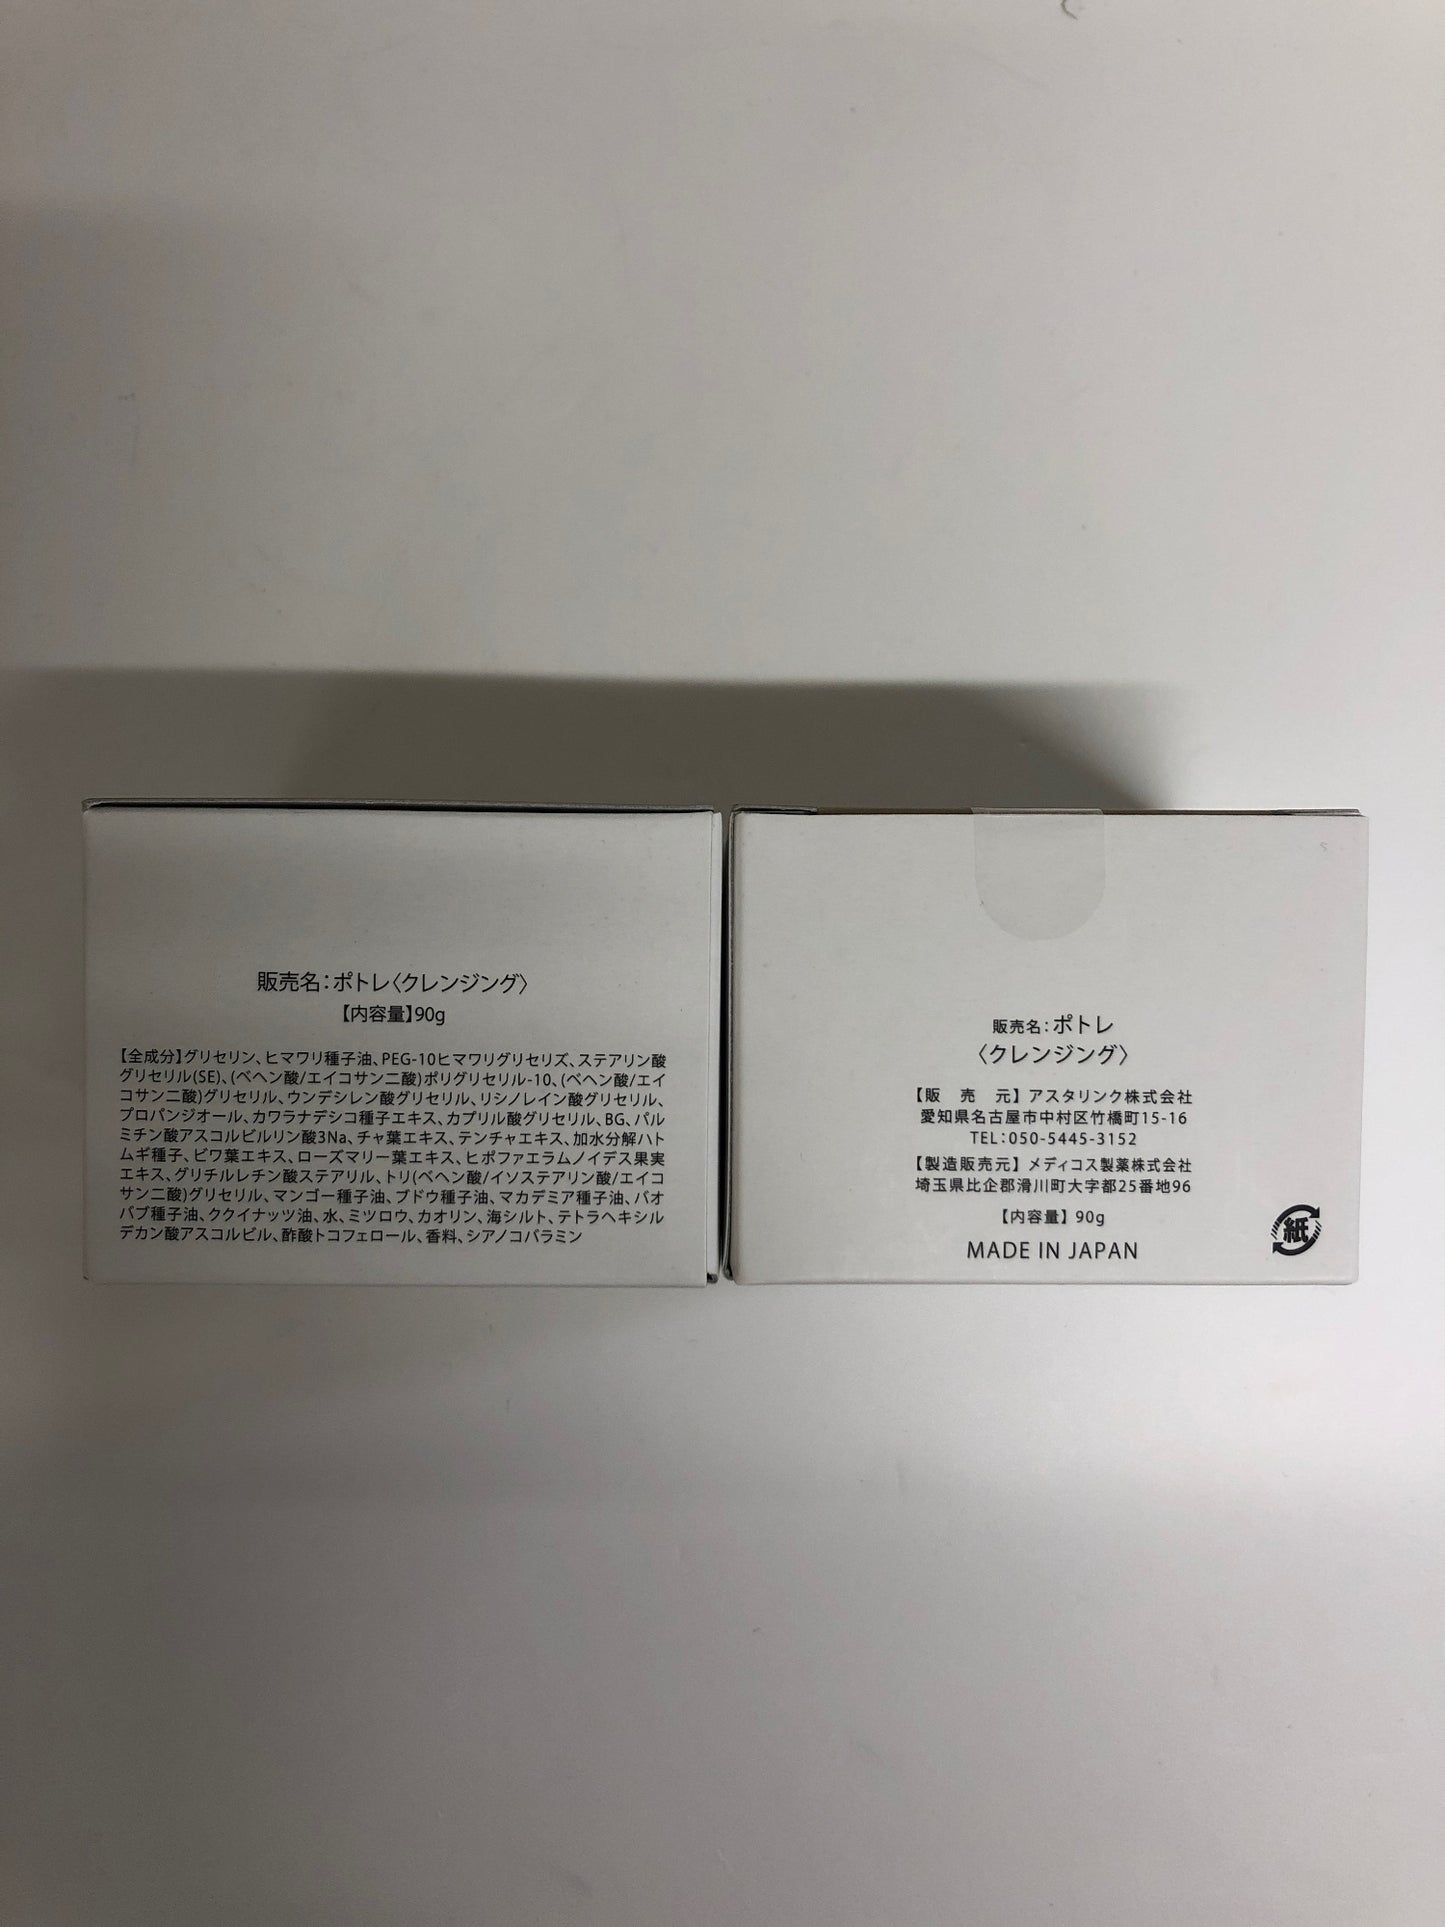 販売名：ポトレ〈クレンジング〉
【内容量】90g
【全成分】グリセリン、ヒマワリ種子油、PEG-10ヒマワリグリセリズ、ステアリン酸
グリセリル(SE)、(ベヘン酸/エイコサン二酸)ポリグリセリル-10、(ベヘン酸/エイ
コサン二酸)グリセリル、ウンデシレン酸グリセリル、リシノレイン酸グリセリル、
プロパンジオール、カワラナデシコ種子エキス、カプリル酸グリセリル、BG、パル
ミチン酸アスコルビルリン酸3Na、チャ葉エキス、テンチャエキス、加水分解ハト
ムギ種子、ビワ葉エキス、ローズマリー葉エキス、ヒポファエラムノイデス果実
エキス、グリチルレチン酸ステアリル、トリ(ベヘン酸/イソステアリン酸/エイコ
サン二酸)グリセリル、マンゴー種子油、ブドウ種子油、マカデミア種子油、バオ
バブ種子油、ククイナッツ油、水、ミツロウ、カオリン、海シルト、テトラヘキシル
デカン酸アスコルビル、酢酸トコフェロール、香料、シアノコバラミン
販売名：ポトレ
〈クレンジング〉
【販　売　元】アスタリンク株式会社
愛知県名古屋市中村区竹橋町15-16
TEL：050-5445-3152
【製造販売元】メディコス製薬株式会社
埼玉県比企郡滑川町大字都25番地96
【内容量】90g
MADE IN JAPAN
紙